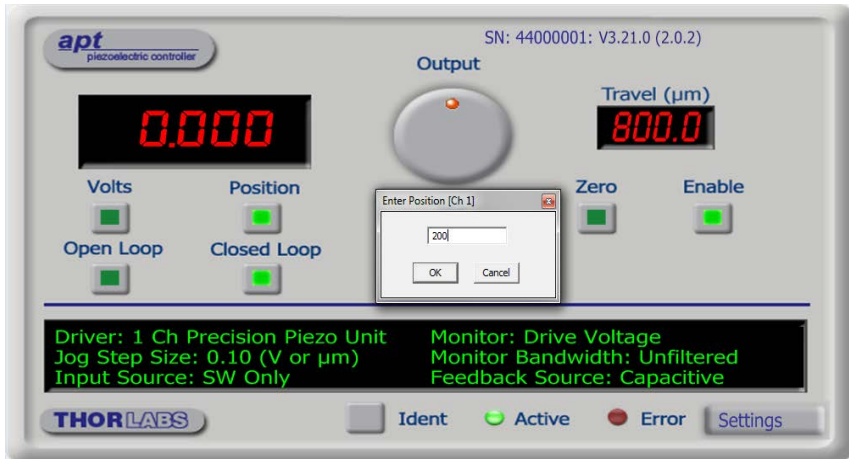 apt
piezoelectric controller
SN: 44000001: V3.21.0 (2.0.2)
Output
Travel (µm)
0.000
800.0
Volts
Position
Zero
Enable
Enter Position [Ch 1]
200
OK
Cancel
Open Loop
Closed Loop
Driver: 1 Ch Precision Piezo Unit
Jog Step Size: 0.10 (V or µm)
Input Source: SW Only
Monitor: Drive Voltage
Monitor Bandwidth: Unfiltered
Feedback Source: Capacitive
THORLABS
Ident
Active
Error
Settings